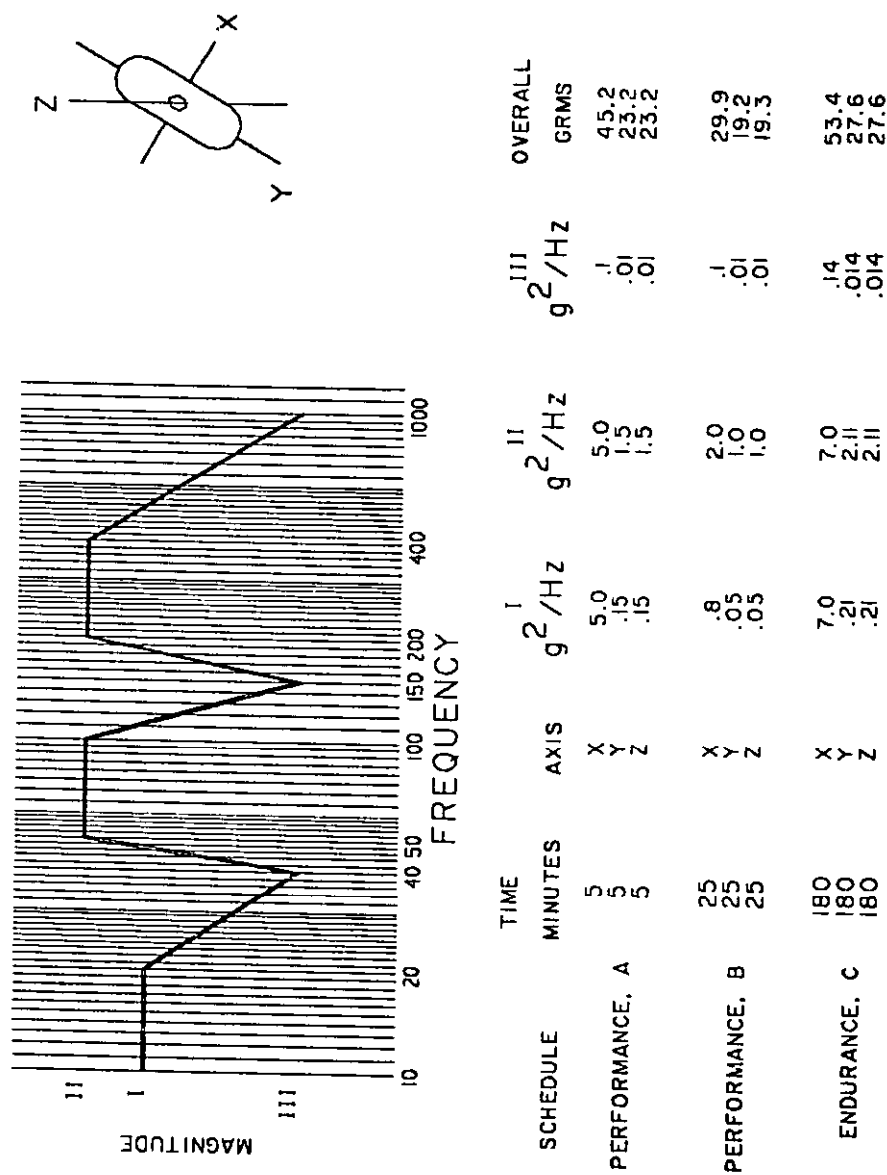 MAGNITUDE
II
I
III
10 20 40 50 100 150 200 400 1000
FREQUENCY
Z
X
Y
SCHEDULE TIME MINUTES AXIS I g²/Hz II g²/Hz III g²/Hz OVERALL GRMS
PERFORMANCE, A 5 X 5.0 5.0 .1 45.2
5 Y .15 1.5 .01 23.2
5 Z .15 1.5 .01 23.2
PERFORMANCE, B 25 X .8 2.0 .1 29.9
25 Y .05 1.0 .01 19.2
25 Z .05 1.0 .01 19.3
ENDURANCE, C 180 X 7.0 7.0 .14 53.4
180 Y .21 2.11 .014 27.6
180 Z .21 2.11 .014 27.6